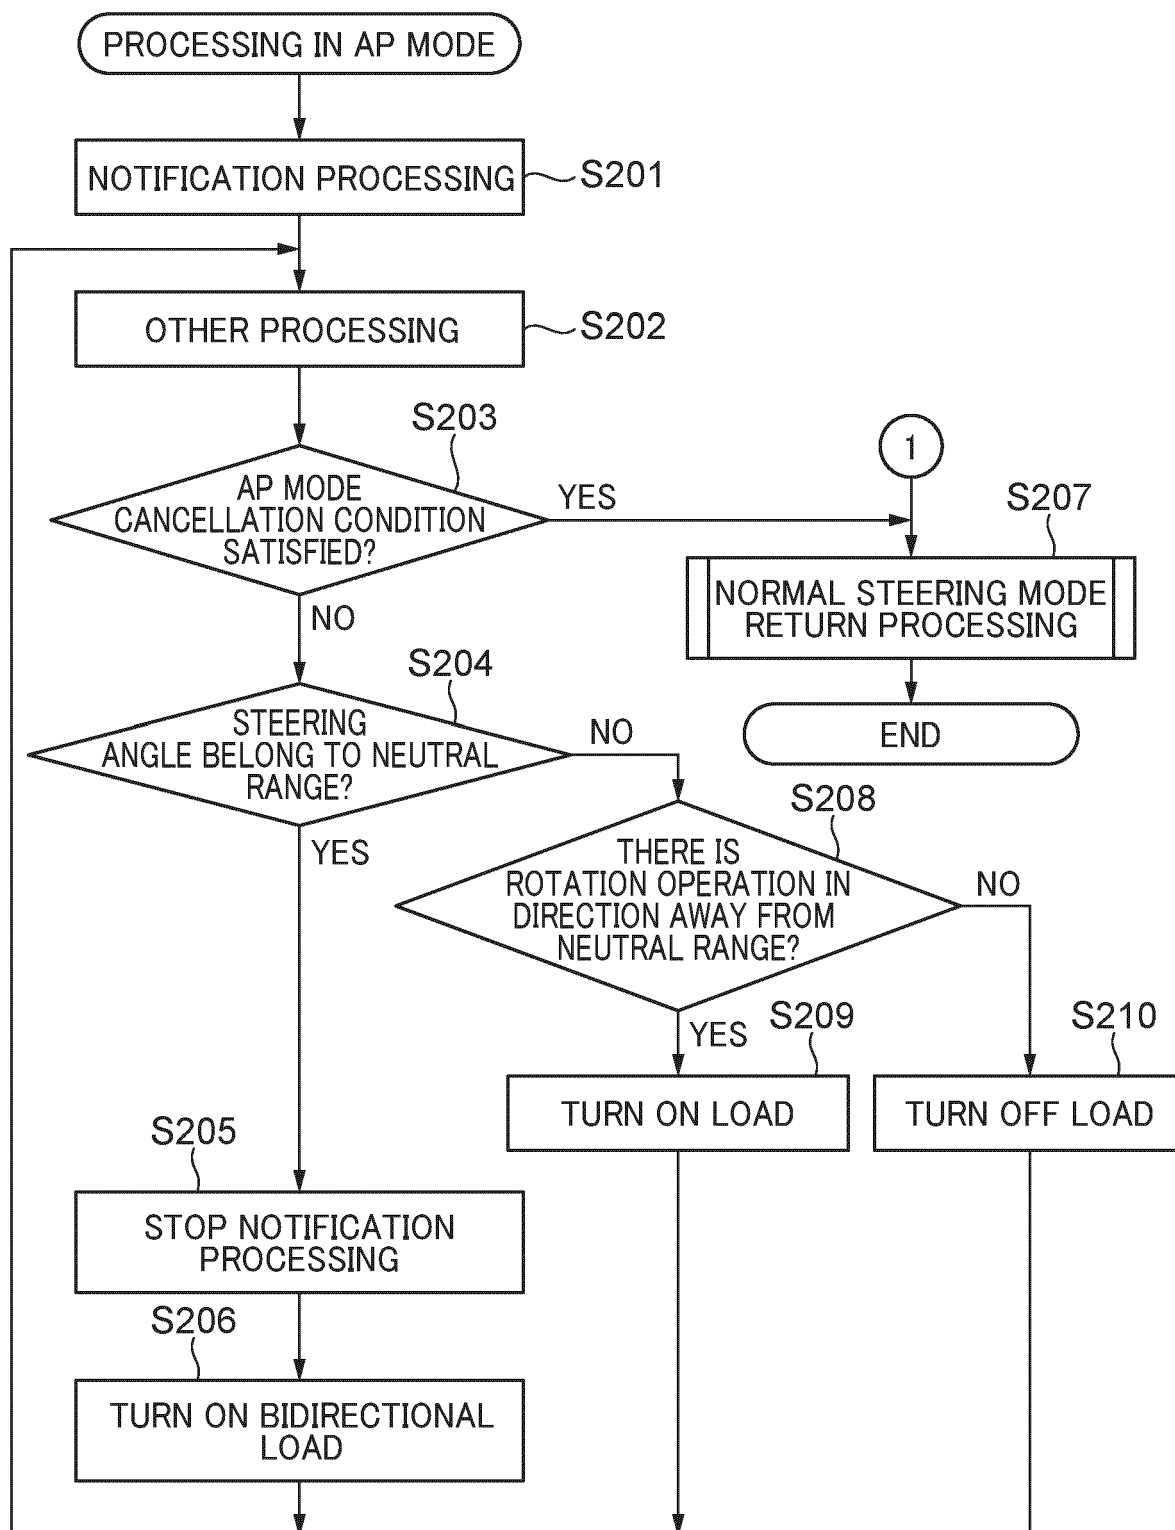 PROCESSING IN AP MODE
NOTIFICATION PROCESSING
S201
OTHER PROCESSING
S202
S203
AP MODE
CANCELLATION CONDITION
SATISFIED?
YES
NO
1
S207
NORMAL STEERING MODE
RETURN PROCESSING
END
S204
STEERING
ANGLE BELONG TO NEUTRAL
RANGE?
NO
YES
S208
THERE IS
ROTATION OPERATION IN
DIRECTION AWAY FROM
NEUTRAL RANGE?
NO
YES
S209
TURN ON LOAD
S210
TURN OFF LOAD
S205
STOP NOTIFICATION
PROCESSING
S206
TURN ON BIDIRECTIONAL
LOAD